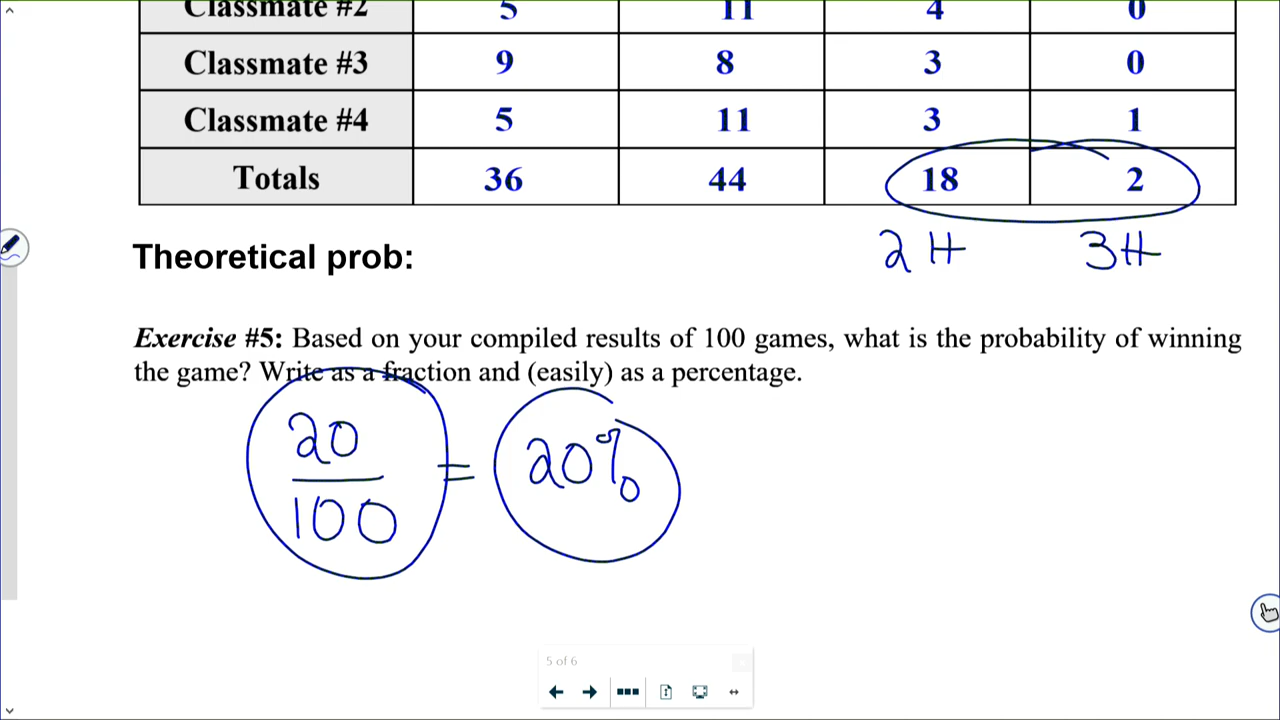 Classmate #2 5 11 4 0
Classmate #3 9 8 3 0
Classmate #4 5 11 3 1
Totals 36 44 18 2
2H 3H
Theoretical prob:
Exercise #5: Based on your compiled results of 100 games, what is the probability of winning
the game? Write as a fraction and (easily) as a percentage.
20
100
= 20%
5 of 6